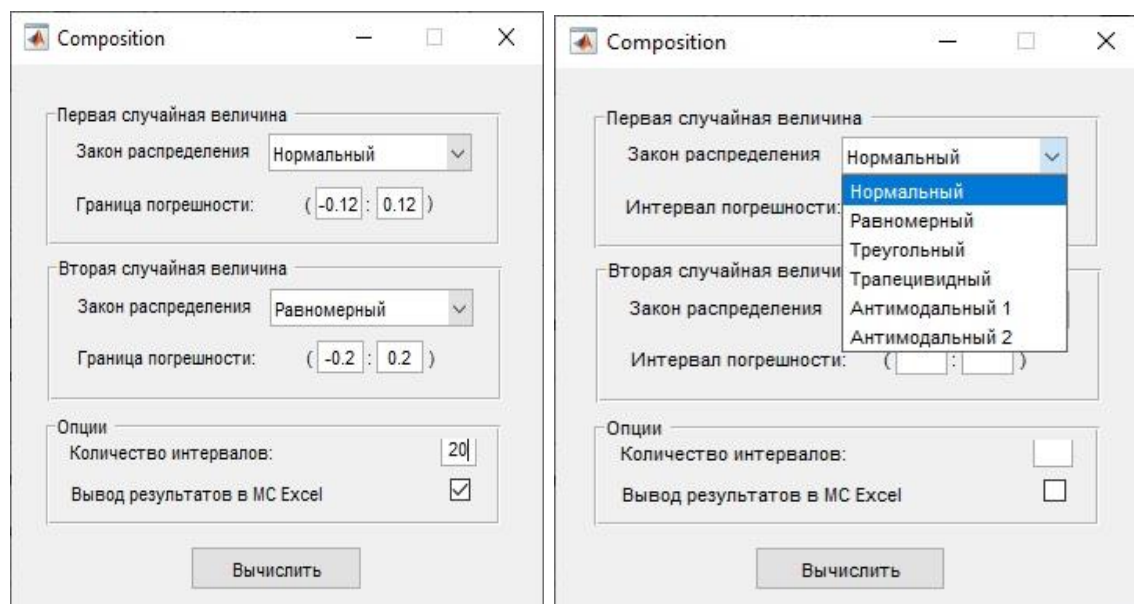 Composition
Первая случайная величина
Закон распределения Нормальный
Граница погрешности: ( -0.12 : 0.12 )
Вторая случайная величина
Закон распределения Равномерный
Граница погрешности: ( -0.2 : 0.2 )
Опции
Количество интервалов: 20
Вывод результатов в МС Excel
Вычислить
Composition
Первая случайная величина
Закон распределения Нормальный
Нормальный
Интервал погрешности:
Равномерный
Треугольный
Вторая случайная величи
Трапецивидный
Закон распределения
Антимодальный 1
Антимодальный 2
Интервал погрешности: ( : )
Опции
Количество интервалов:
Вывод результатов в МС Excel
Вычислить